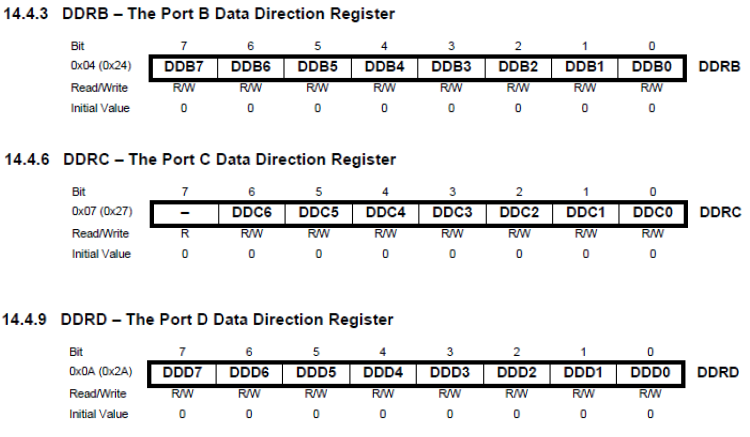 14.4.3 DDRB – The Port B Data Direction Register
Bit 7 6 5 4 3 2 1 0
0x04 (0x24) DDB7 DDB6 DDB5 DDB4 DDB3 DDB2 DDB1 DDB0 DDRB
Read/Write R/W R/W R/W R/W R/W R/W R/W R/W
Initial Value 0 0 0 0 0 0 0 0
14.4.6 DDRC – The Port C Data Direction Register
Bit 7 6 5 4 3 2 1 0
0x07 (0x27) – DDC6 DDC5 DDC4 DDC3 DDC2 DDC1 DDC0 DDRC
Read/Write R R/W R/W R/W R/W R/W R/W R/W
Initial Value 0 0 0 0 0 0 0 0
14.4.9 DDRD – The Port D Data Direction Register
Bit 7 6 5 4 3 2 1 0
0x0A (0x2A) DDD7 DDD6 DDD5 DDD4 DDD3 DDD2 DDD1 DDD0 DDRD
Read/Write R/W R/W R/W R/W R/W R/W R/W R/W
Initial Value 0 0 0 0 0 0 0 0